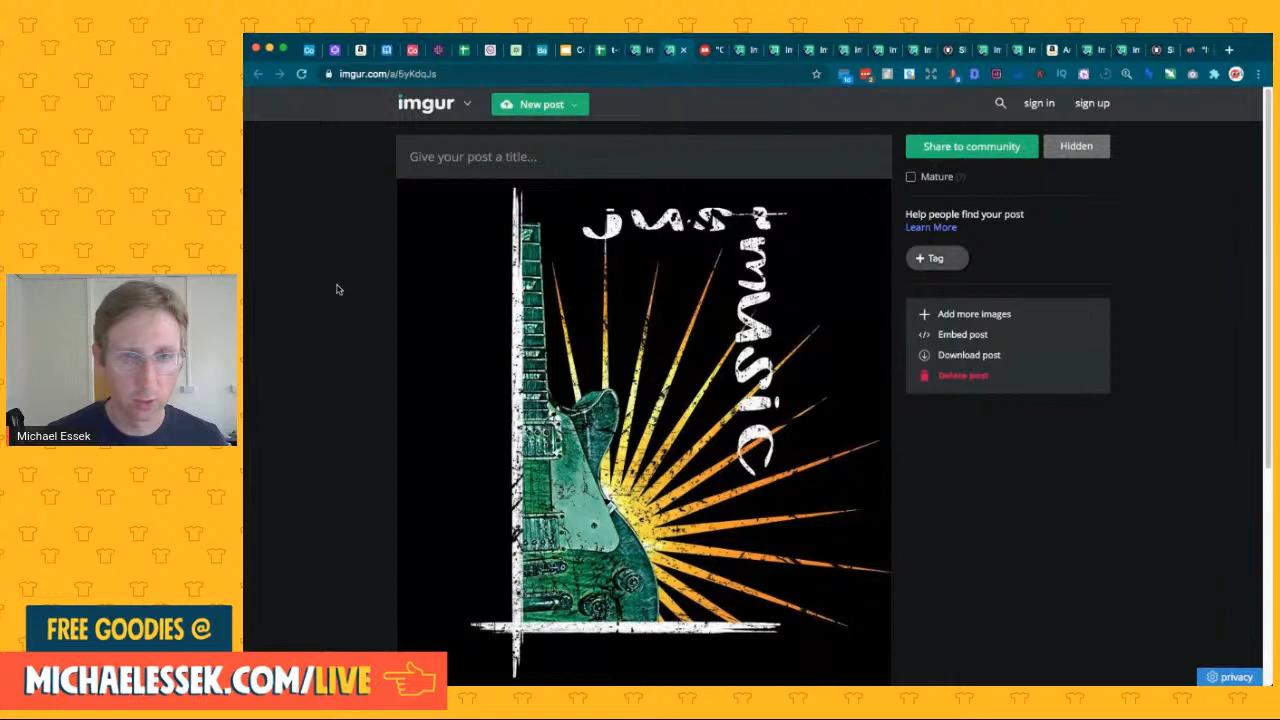 imgur.com/a/5yKdqJs
imgur
New post
sign in
sign up
Give your post a title...
Share to community
Hidden
Mature (?)
Help people find your post
Learn More
+ Tag
Add more images
Embed post
Download post
Delete post
just
music
Michael Essek
FREE GOODIES @
MICHAELESSEK.COM/LIVE
privacy